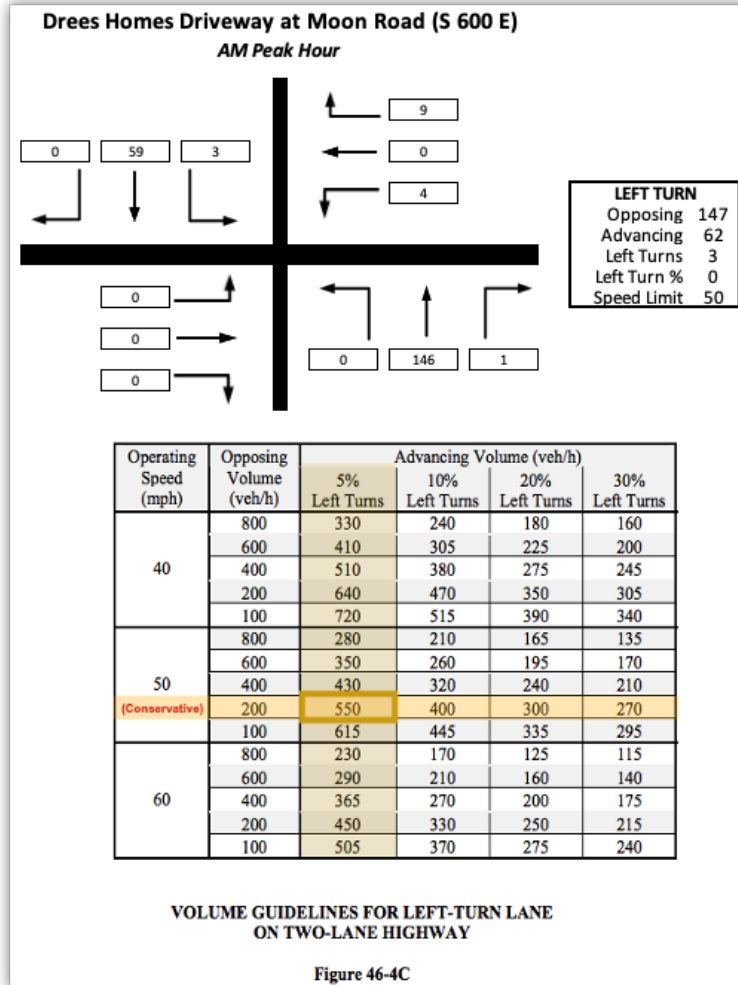 Drees Homes Driveway at Moon Road (S 600 E)
AM Peak Hour
9
0 59 3
0
4
LEFT TURN
Opposing 147
Advancing 62
Left Turns 3
Left Turn % 0
Speed Limit 50
0
0
0
0 146 1
Operating Speed (mph) Opposing Volume (veh/h) Advancing Volume (veh/h)
5% Left Turns 10% Left Turns 20% Left Turns 30% Left Turns
800 330 240 180 160
600 410 305 225 200
40 400 510 380 275 245
200 640 470 350 305
100 720 515 390 340
800 280 210 165 135
600 350 260 195 170
50 400 430 320 240 210
(Conservative) 200 550 400 300 270
100 615 445 335 295
800 230 170 125 115
600 290 210 160 140
60 400 365 270 200 175
200 450 330 250 215
100 505 370 275 240
VOLUME GUIDELINES FOR LEFT-TURN LANE
ON TWO-LANE HIGHWAY
Figure 46-4C